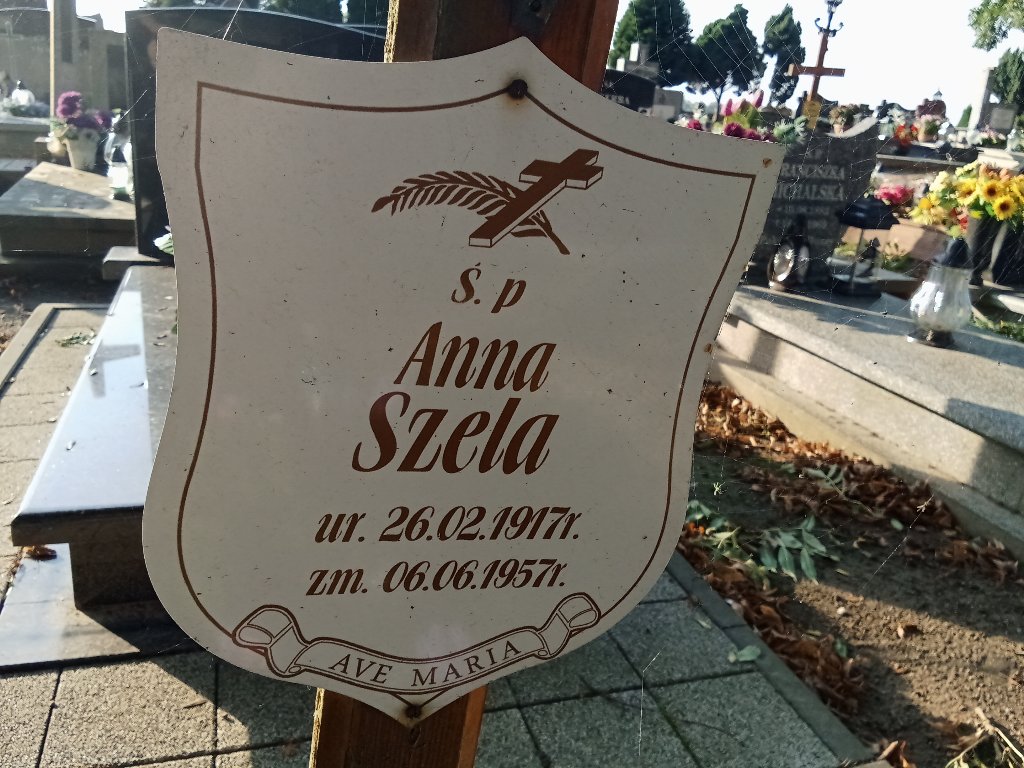 Ś. p
Anna
Szela
ur. 26.02.1917r.
zm. 06.06.1957r.
AVE MARIA